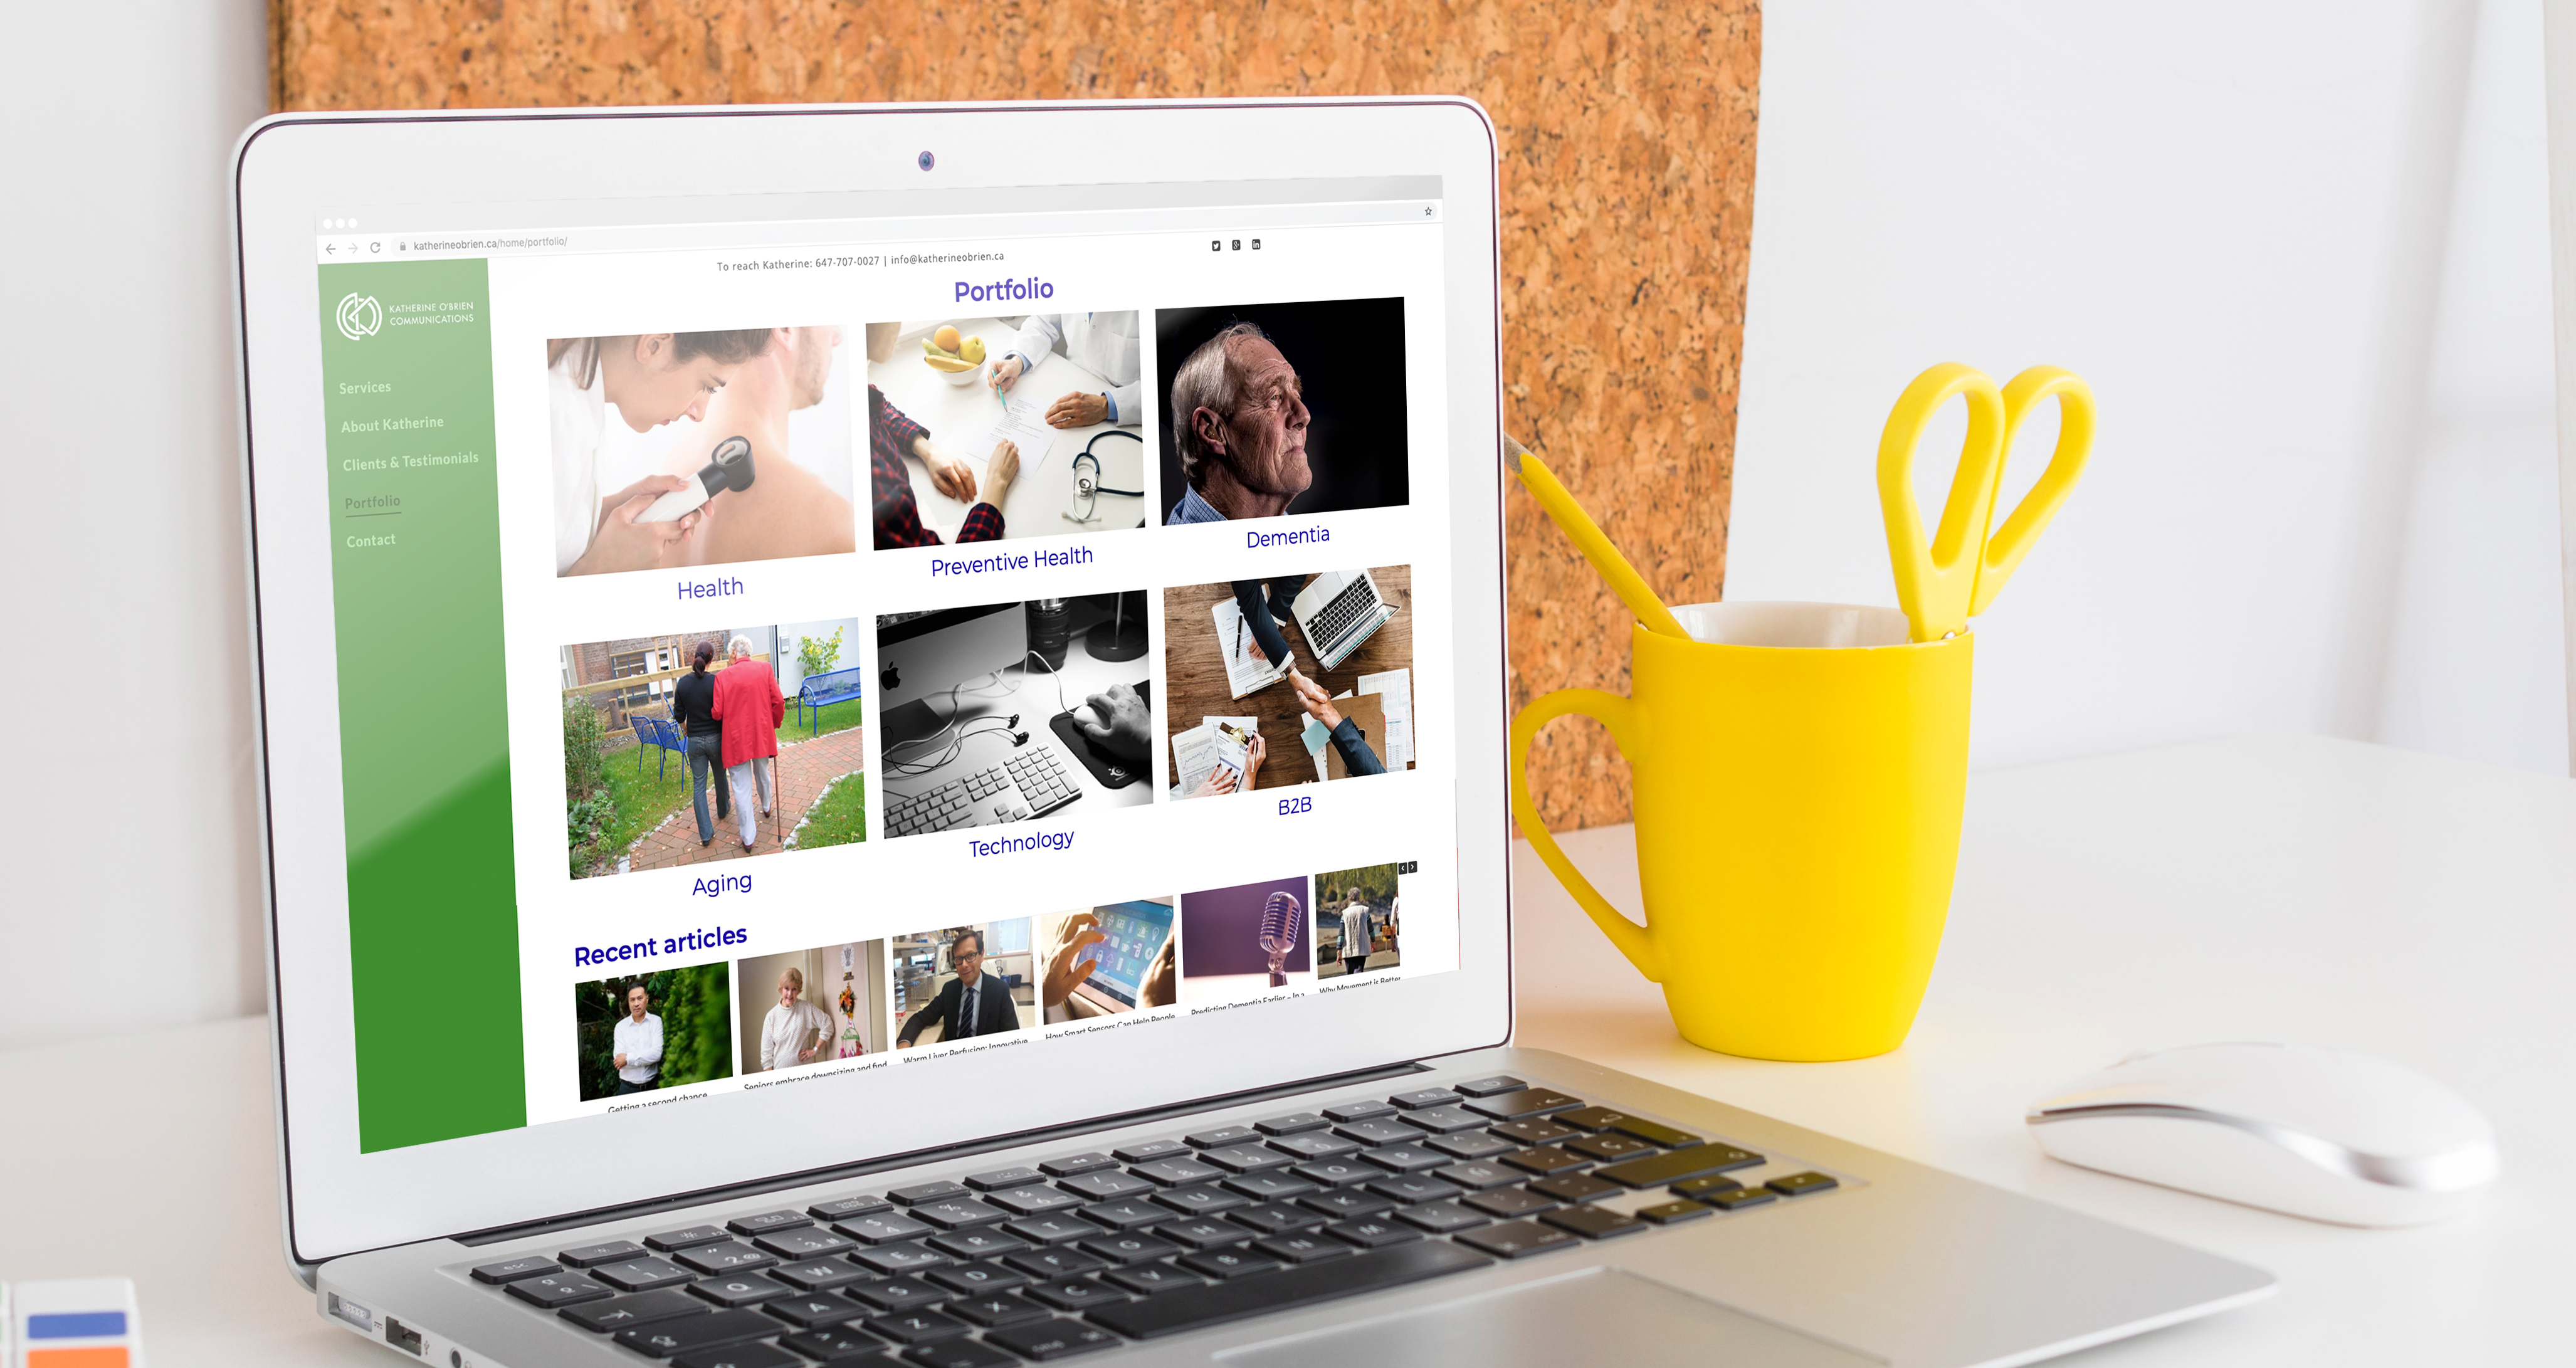 katherineobrien.ca/home/portfolio/
To reach Katherine: 647-707-0027 | info@katherineobrien.ca
KATHERINE O'BRIEN
COMMUNICATIONS
Services
About Katherine
Clients & Testimonials
Portfolio
Contact
Portfolio
Health
Preventive Health
Dementia
Aging
Technology
B2B
Recent articles
Getting a second chance
Seniors embrace downsizing and find
Warm Liver Perfusion: Innovative
How Smart Sensors Can Help People
Predicting Dementia Earlier – In a
Why Movement is Better
esc
Q W E R T Y U I O P
A S D F G H J K L
Z X C V B N M